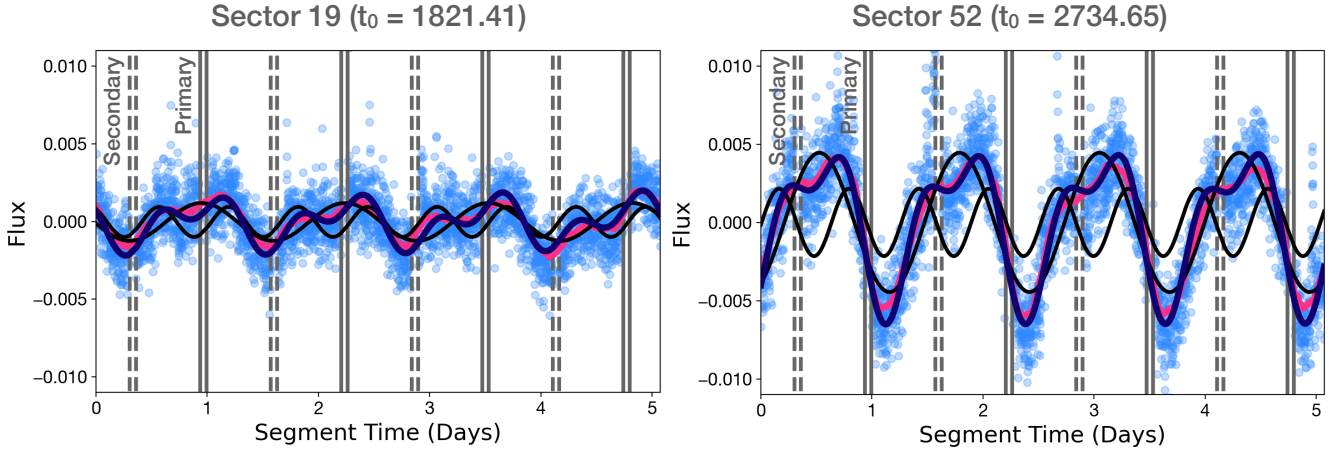 Sector 19 (t₀ = 1821.41)
Sector 52 (t₀ = 2734.65)
Flux
0.010
0.005
0.000
−0.005
−0.010
Secondary
Primary
0 1 2 3 4 5
Segment Time (Days)
Flux
0.010
0.005
0.000
−0.005
−0.010
Secondary
Primary
0 1 2 3 4 5
Segment Time (Days)